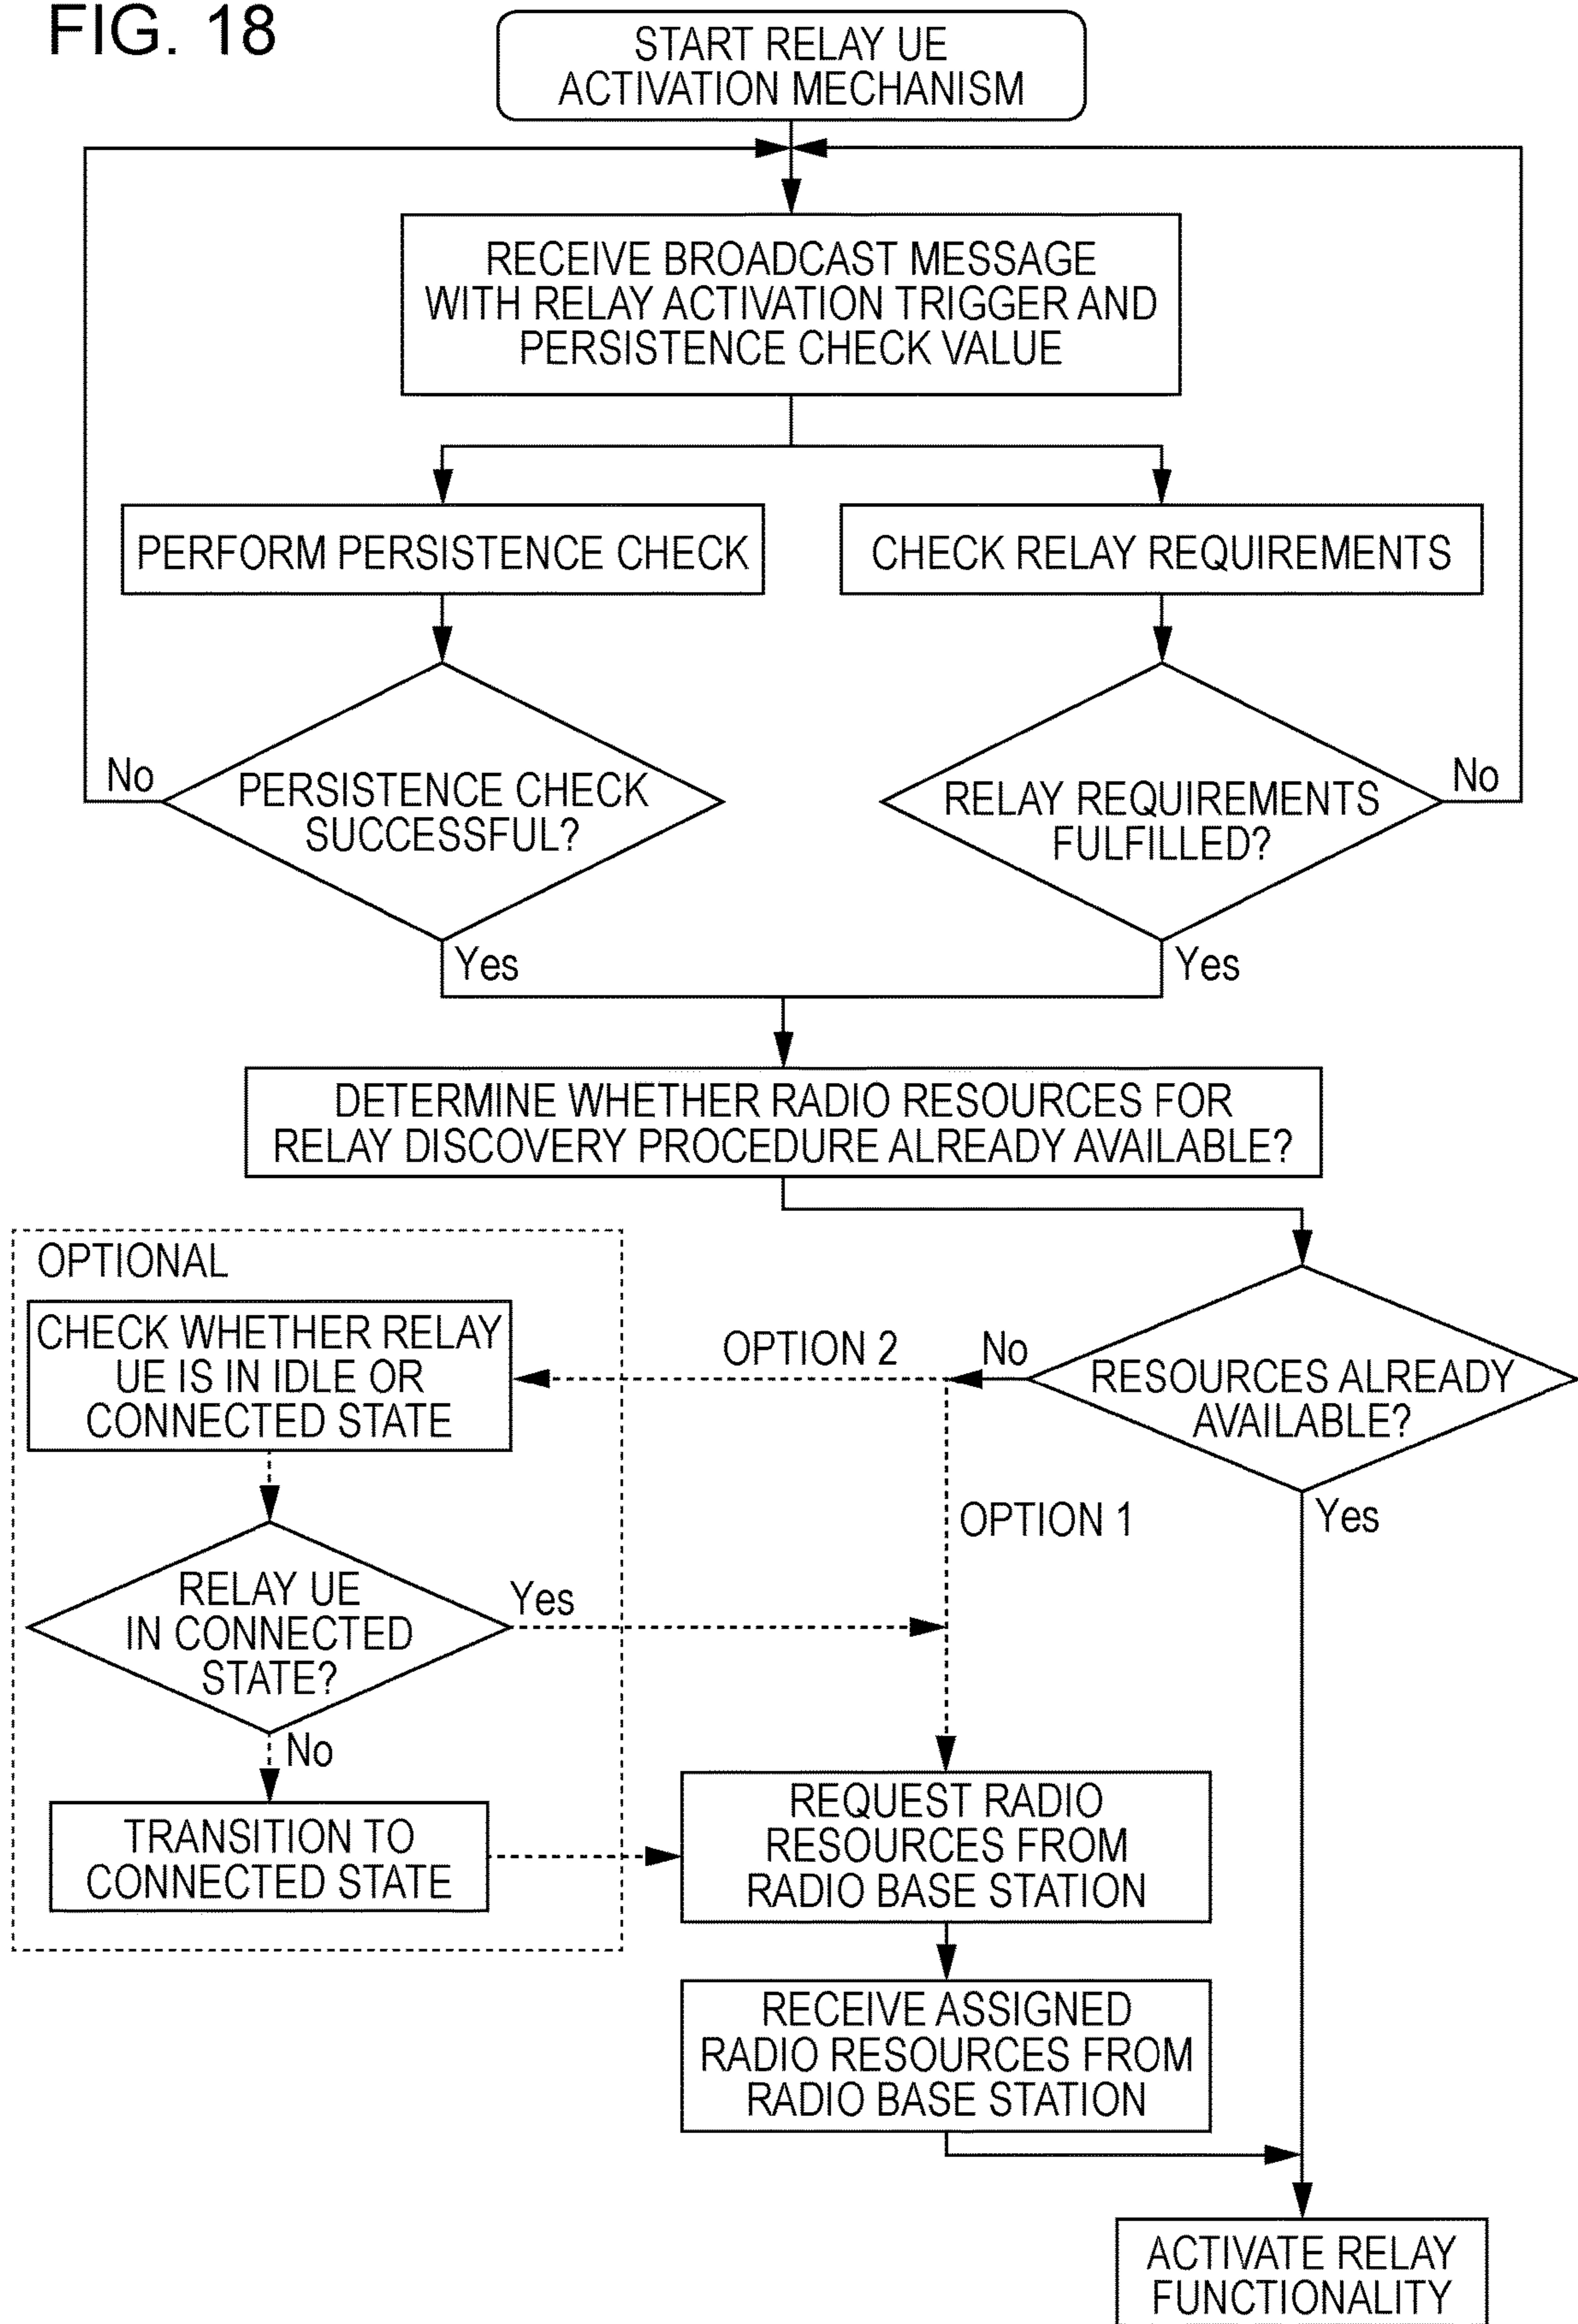 FIG. 18
START RELAY UE
ACTIVATION MECHANISM
RECEIVE BROADCAST MESSAGE
WITH RELAY ACTIVATION TRIGGER AND
PERSISTENCE CHECK VALUE
PERFORM PERSISTENCE CHECK
CHECK RELAY REQUIREMENTS
No
PERSISTENCE CHECK
SUCCESSFUL?
Yes
RELAY REQUIREMENTS
FULFILLED?
No
Yes
DETERMINE WHETHER RADIO RESOURCES FOR
RELAY DISCOVERY PROCEDURE ALREADY AVAILABLE?
OPTIONAL
CHECK WHETHER RELAY
UE IS IN IDLE OR
CONNECTED STATE
OPTION 2
No
RESOURCES ALREADY
AVAILABLE?
OPTION 1
Yes
RELAY UE
IN CONNECTED
STATE?
Yes
No
TRANSITION TO
CONNECTED STATE
REQUEST RADIO
RESOURCES FROM
RADIO BASE STATION
RECEIVE ASSIGNED
RADIO RESOURCES FROM
RADIO BASE STATION
ACTIVATE RELAY
FUNCTIONALITY